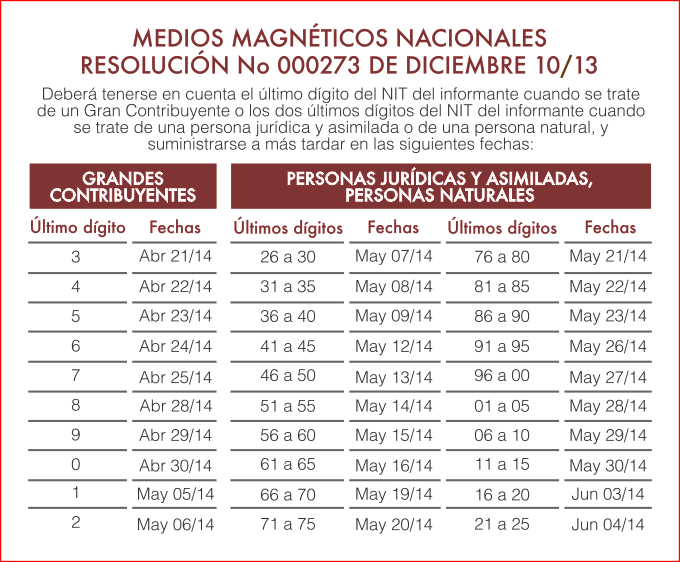 MEDIOS MAGNÉTICOS NACIONALES
RESOLUCIÓN No 000273 DE DICIEMBRE 10/13
Deberá tenerse en cuenta el último dígito del NIT del informante cuando se trate
de un Gran Contribuyente o los dos últimos dígitos del NIT del informante cuando
se trate de una persona jurídica y asimilada o de una persona natural, y
suministrarse a más tardar en las siguientes fechas:
GRANDES
CONTRIBUYENTES
PERSONAS JURÍDICAS Y ASIMILADAS,
PERSONAS NATURALES
Último dígito Fechas Últimos dígitos Fechas Últimos dígitos Fechas
3 Abr 21/14 26 a 30 May 07/14 76 a 80 May 21/14
4 Abr 22/14 31 a 35 May 08/14 81 a 85 May 22/14
5 Abr 23/14 36 a 40 May 09/14 86 a 90 May 23/14
6 Abr 24/14 41 a 45 May 12/14 91 a 95 May 26/14
7 Abr 25/14 46 a 50 May 13/14 96 a 00 May 27/14
8 Abr 28/14 51 a 55 May 14/14 01 a 05 May 28/14
9 Abr 29/14 56 a 60 May 15/14 06 a 10 May 29/14
0 Abr 30/14 61 a 65 May 16/14 11 a 15 May 30/14
1 May 05/14 66 a 70 May 19/14 16 a 20 Jun 03/14
2 May 06/14 71 a 75 May 20/14 21 a 25 Jun 04/14